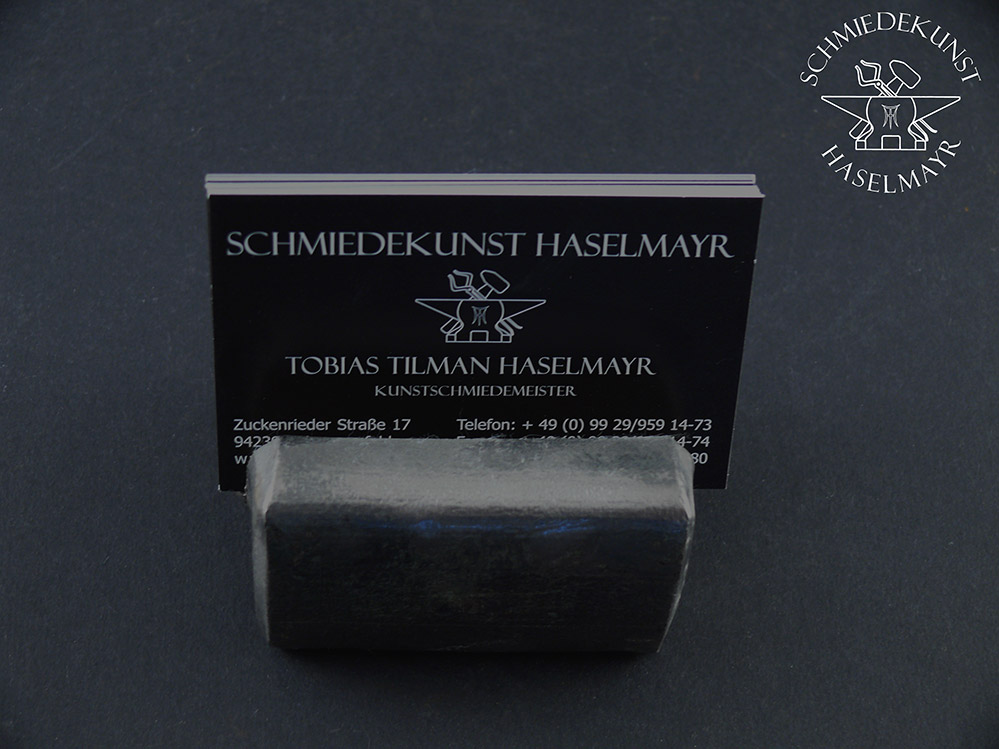 SCHMIEDEKUNST
HASELMAYR
SCHMIEDEKUNST HASELMAYR
TOBIAS TILMAN HASELMAYR
KUNSTSCHMIEDEMEISTER
Zuckenrieder Straße 17 Telefon: + 49 (0) 99 29/959 14-73